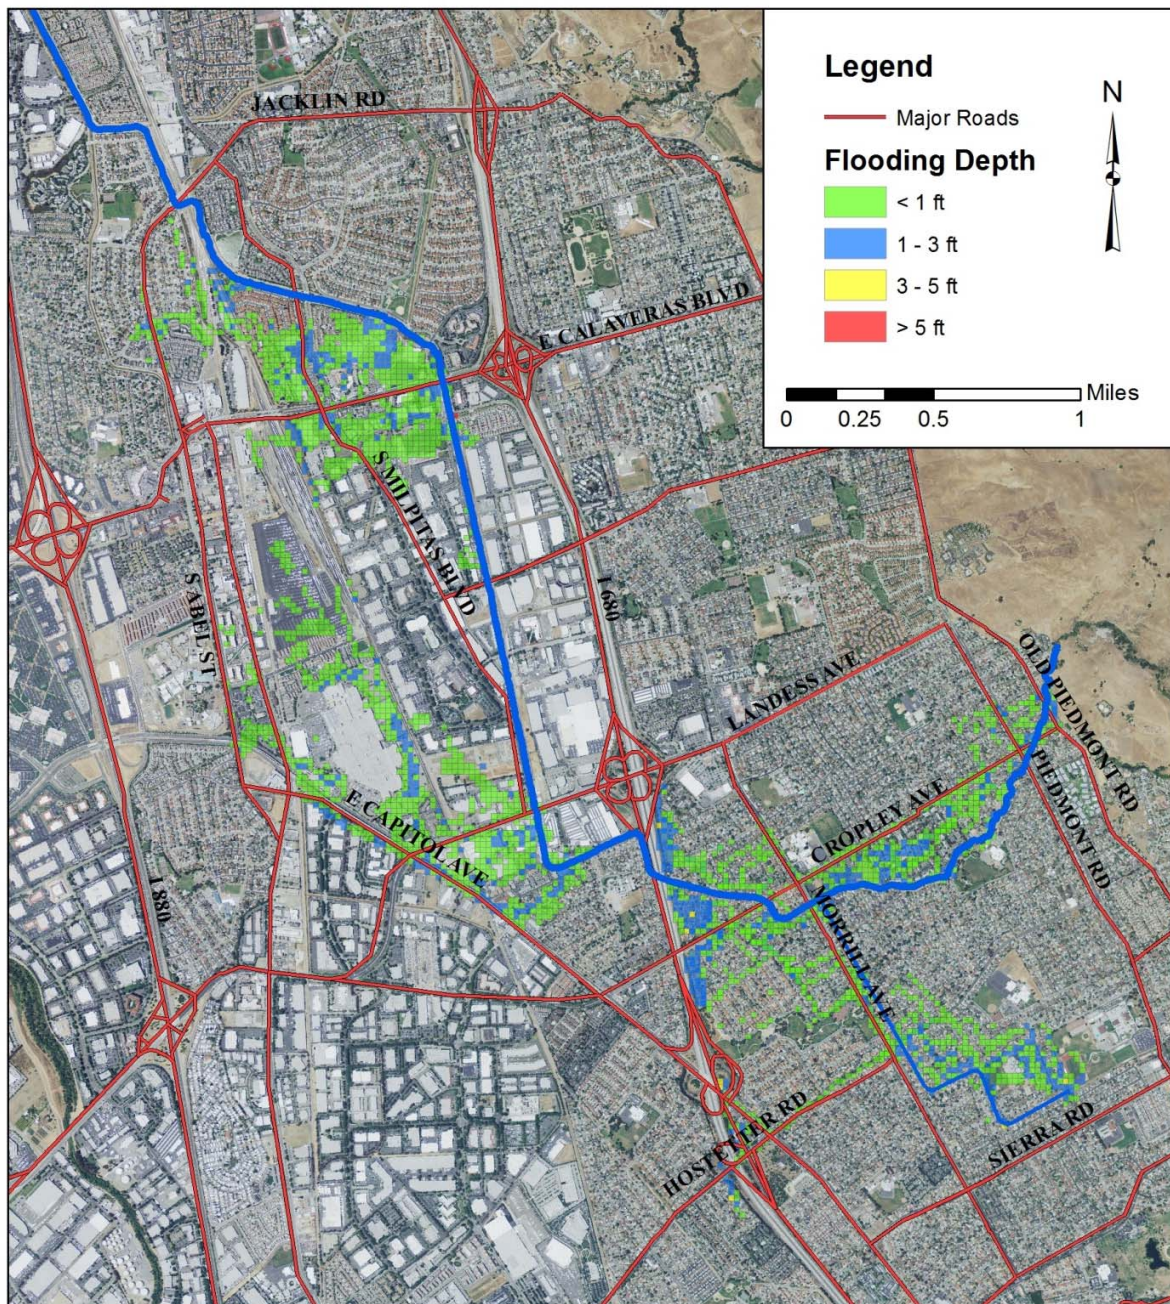 Legend
Major Roads
Flooding Depth
< 1 ft
1 - 3 ft
3 - 5 ft
> 5 ft
N
Miles
0 0.25 0.5 1
JACKLIN RD
E CALAVERAS BLVD
S MILPITAS BLVD
S ABEL ST
I 680
LANDESS AVE
OLD PIEDMONT RD
PIEDMONT RD
CROPLEY AVE
E CAPITOL AVE
I 880
MORRILL AVE
HOSTETTER RD
SIERRA RD